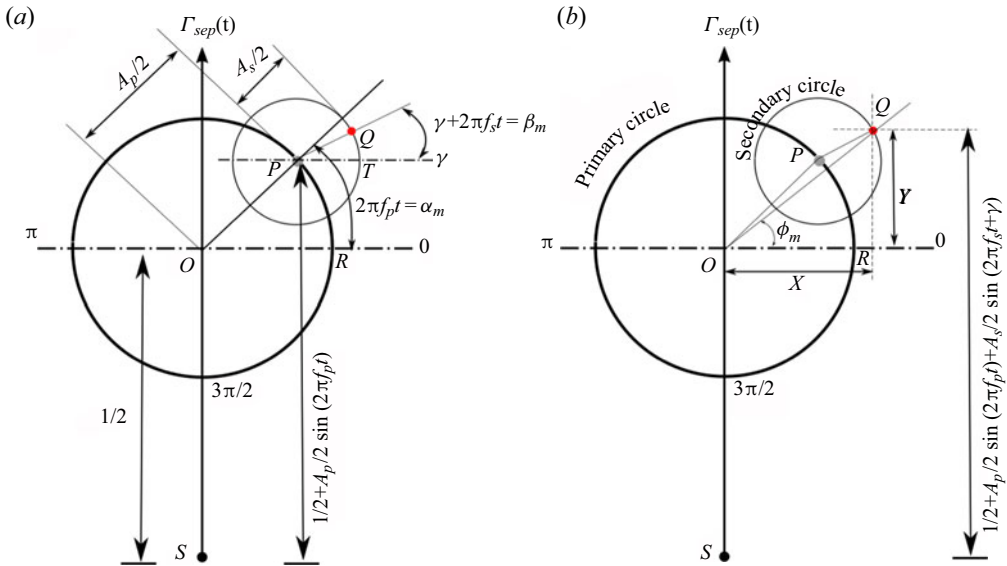 (a)
Γsep(t)
Ap/2
As/2
Q
γ+2πfst = βm
P
T
γ
2πfpt = αm
π
0
O
R
3π/2
1/2
1/2+Ap/2 sin (2πfpt)
S
(b)
Γsep(t)
Primary circle
Secondary circle
Q
P
Y
ϕm
π
0
O
R
X
3π/2
1/2+Ap/2 sin (2πfpt)+As/2 sin (2πfst+γ)
S